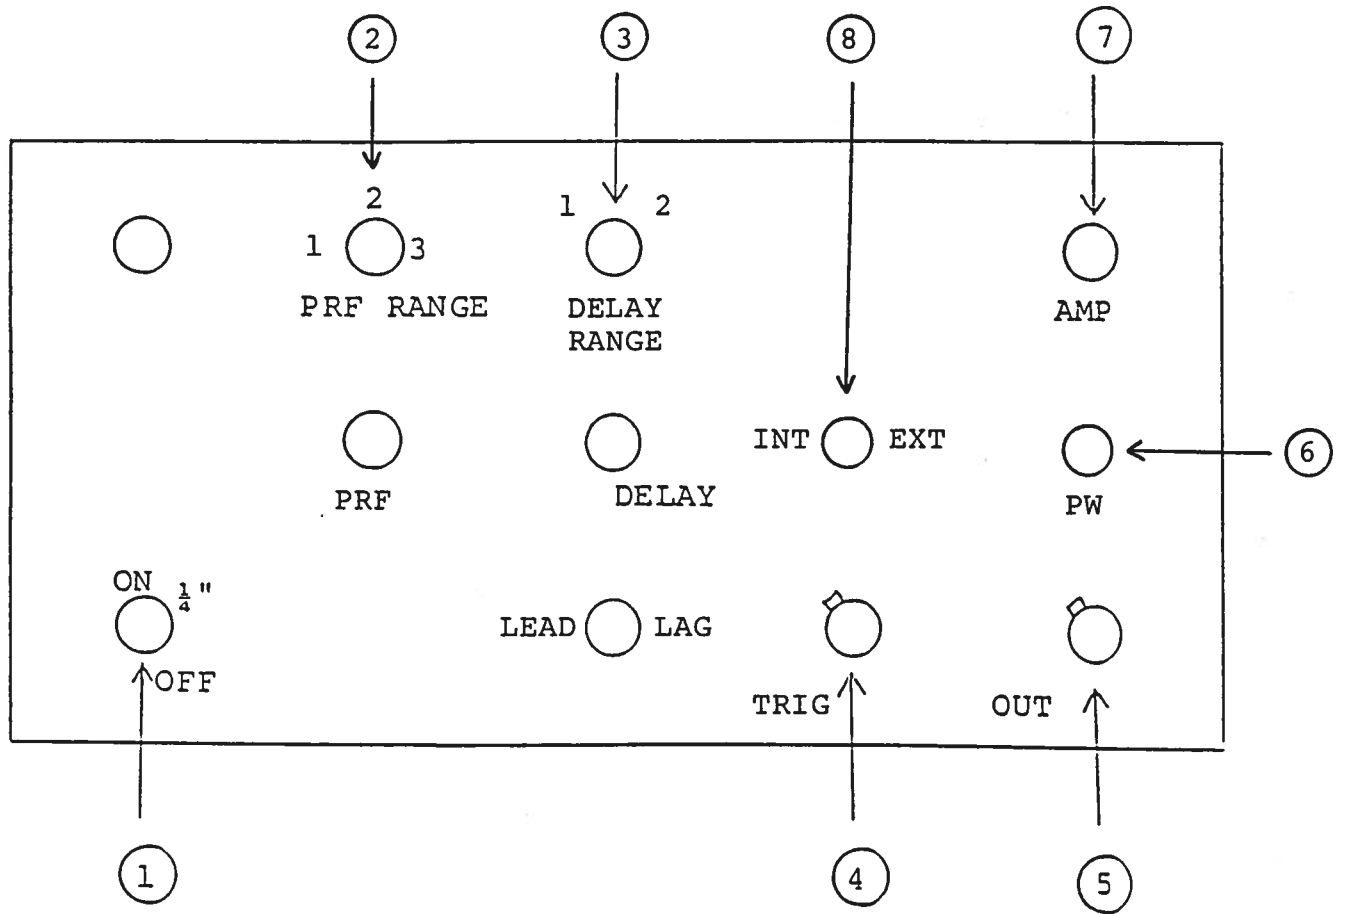 2 3 8 7
2
1 2
1 3
PRF RANGE
DELAY
RANGE
AMP
INT EXT
6
PRF
DELAY
PW
ON ¼"
LEAD LAG
OFF
TRIG
OUT
1
4
5